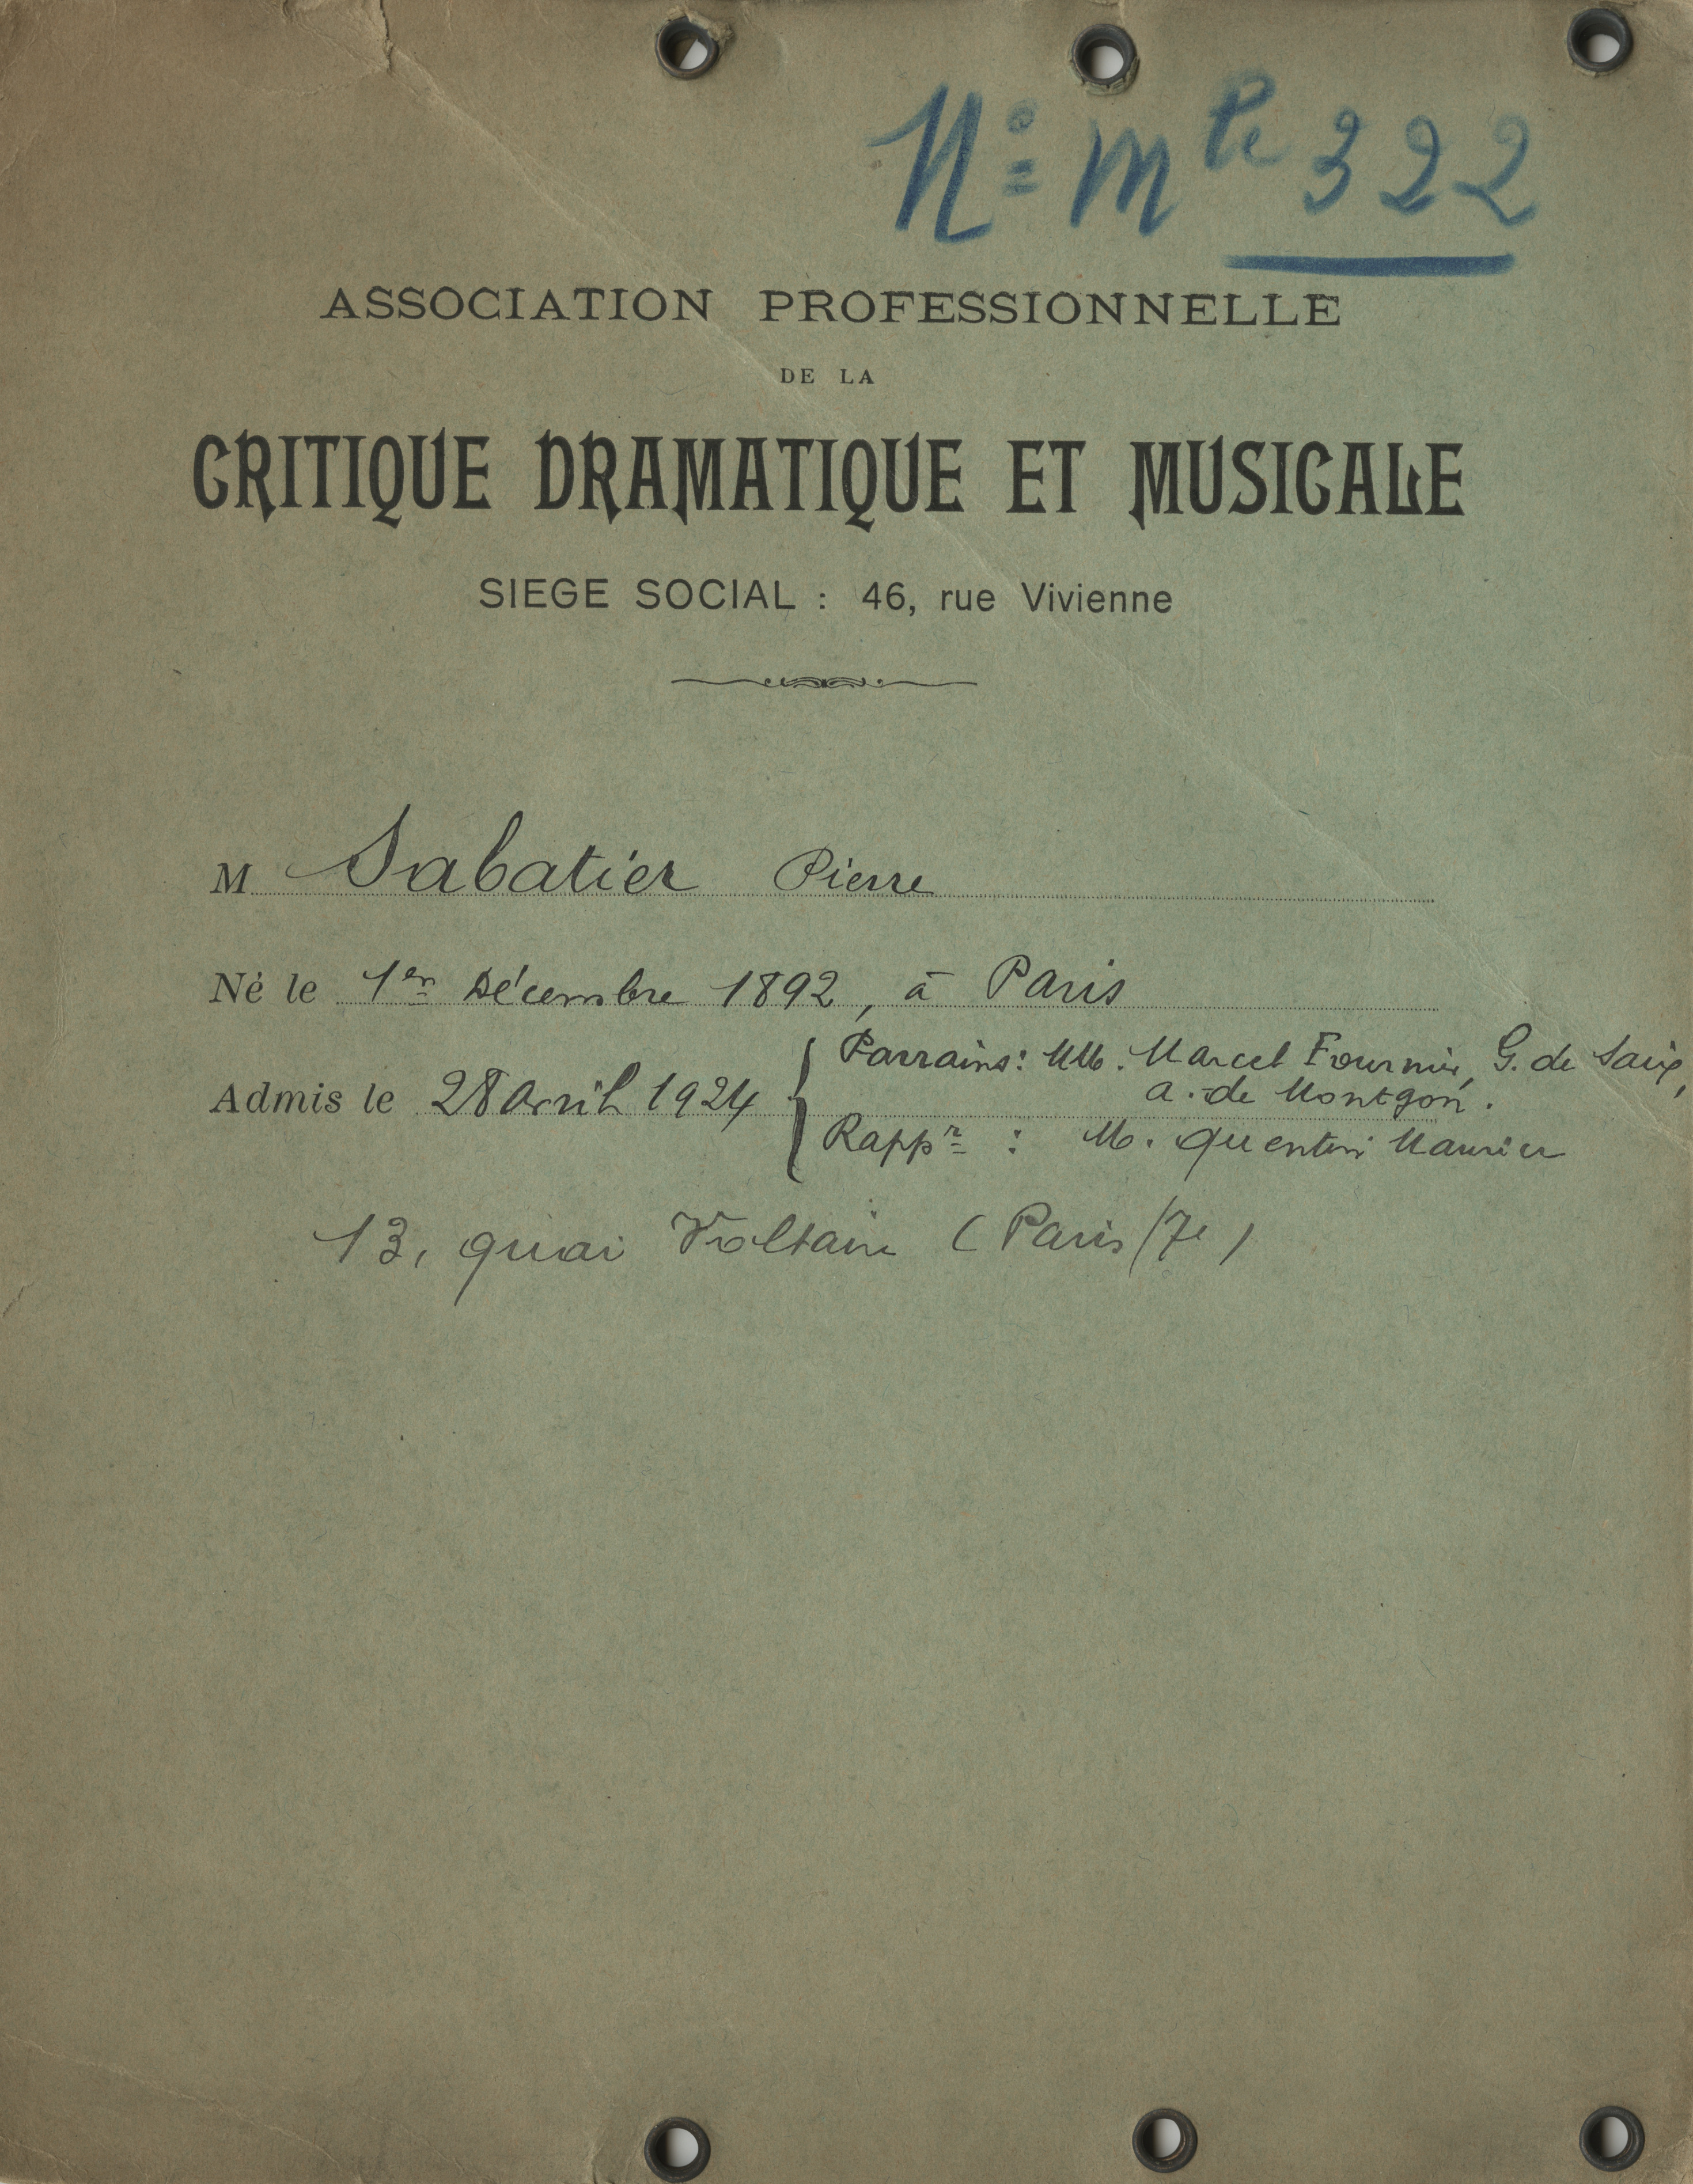 N° Mle 322
ASSOCIATION PROFESSIONNELLE
DE LA
CRITIQUE DRAMATIQUE ET MUSICALE
SIEGE SOCIAL : 46, rue Vivienne
M Sabatier Pierre
Né le 1er Décembre 1892, à Paris
Parrains : MM. Marcel Fournier, G. de Saix,
A. de Montgon.
Admis le 28 Avril 1924
Rappr : M. Quentin Maurier
13, quai Voltaire (Paris/7e)